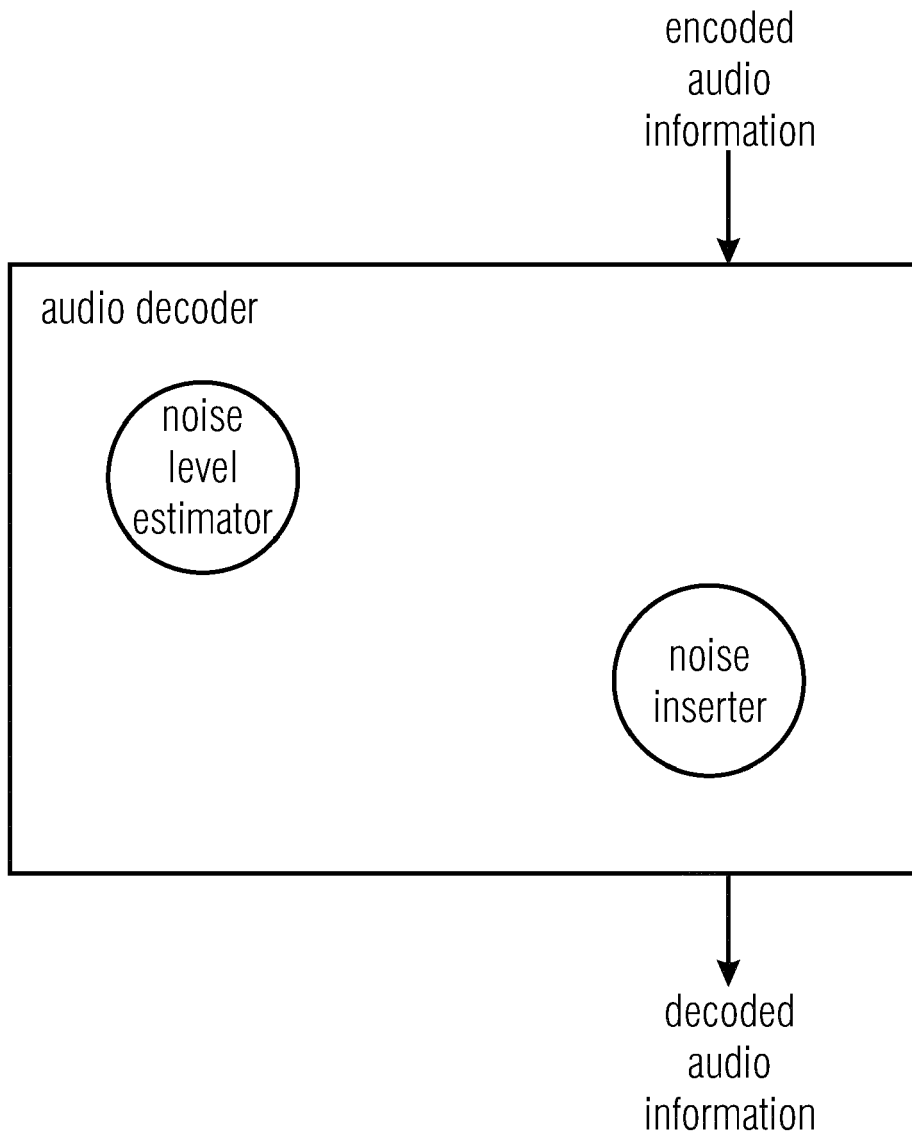 encoded
audio
information
audio decoder
noise
level
estimator
noise
inserter
decoded
audio
information